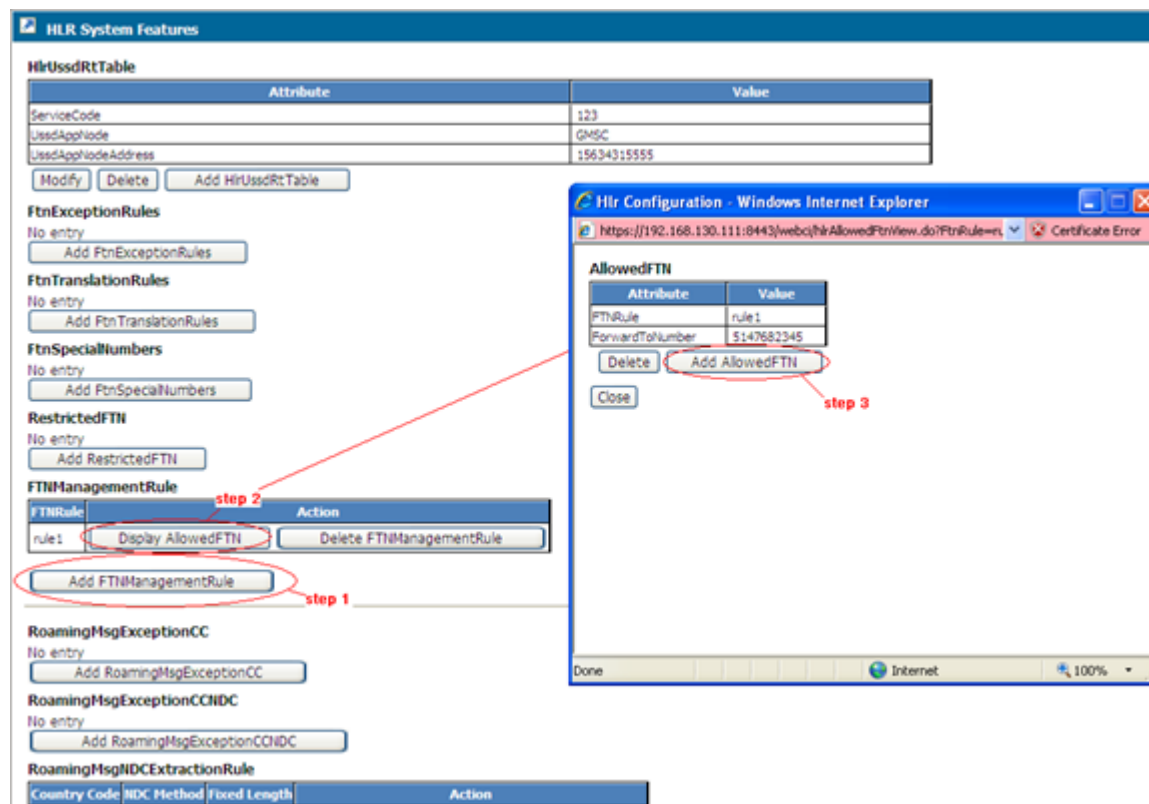 HLR System Features
HlrUssdRtTable
Attribute Value
ServiceCode 123
UssdAppNode GMSC
UssdAppNodeAddress 15634315555
Modify Delete Add HlrUssdRtTable
FtnExceptionRules
No entry
Add FtnExceptionRules
FtnTranslationRules
No entry
Add FtnTranslationRules
FtnSpecialNumbers
No entry
Add FtnSpecialNumbers
RestrictedFTN
No entry
Add RestrictedFTN
FTNManagementRule
step 2
FTNRule Action
rule1 Display AllowedFTN Delete FTNManagementRule
Add FTNManagementRule
step 1
RoamingMsgExceptionCC
No entry
Add RoamingMsgExceptionCC
RoamingMsgExceptionCCNDC
No entry
Add RoamingMsgExceptionCCNDC
RoamingMsgNDCExtractionRule
Country Code NDC Method Fixed Length Action
Hlr Configuration - Windows Internet Explorer
https://192.168.130.111:8443/webci/hlrAllowedFtnView.do?FtnRule=ru Certificate Error
AllowedFTN
Attribute Value
FTNRule rule1
ForwardToNumber 5147682345
Delete Add AllowedFTN
Close
step 3
Done Internet 100%